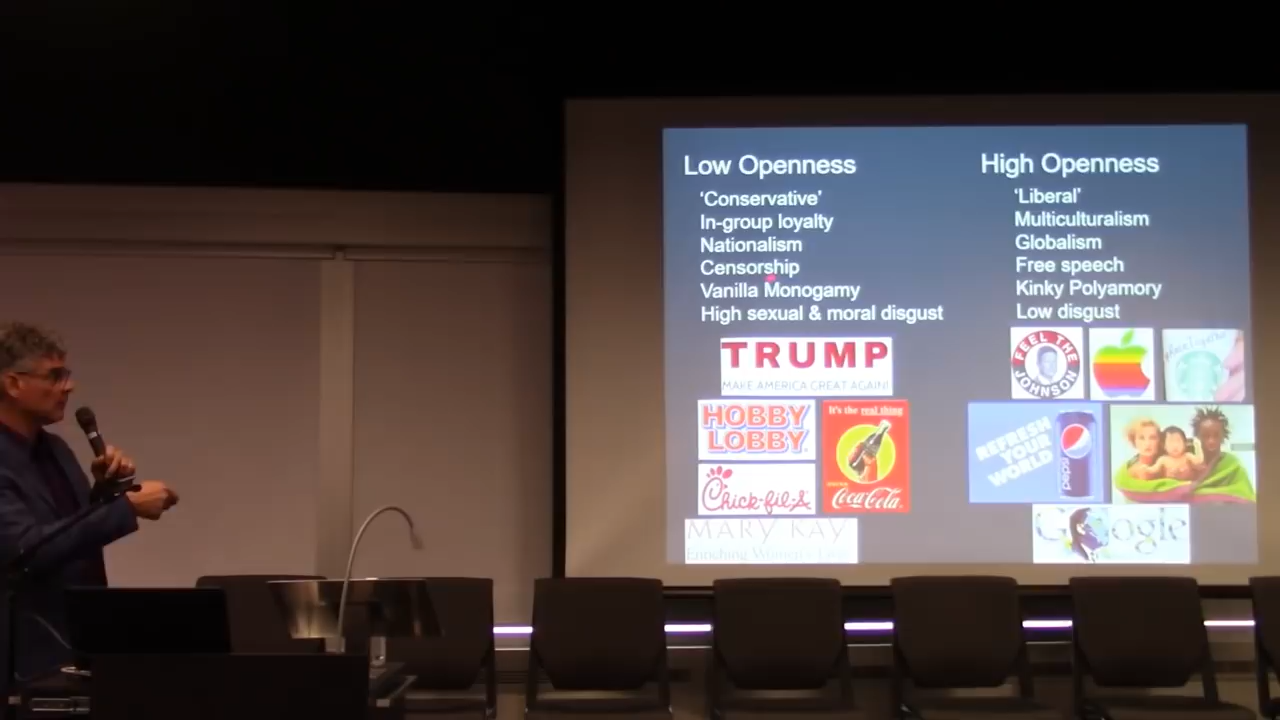 Low Openness
'Conservative'
In-group loyalty
Nationalism
Censorship
Vanilla Monogamy
High sexual & moral disgust
TRUMP
MAKE AMERICA GREAT AGAIN!
HOBBY
LOBBY
It's the real thing
Coca-Cola
Chick-fil-A
MARY KAY
Enriching Women's
High Openness
'Liberal'
Multiculturalism
Globalism
Free speech
Kinky Polyamory
Low disgust
FEEL THE
JOHNSON
REFRESH
YOUR
WORLD
pepsi
Google